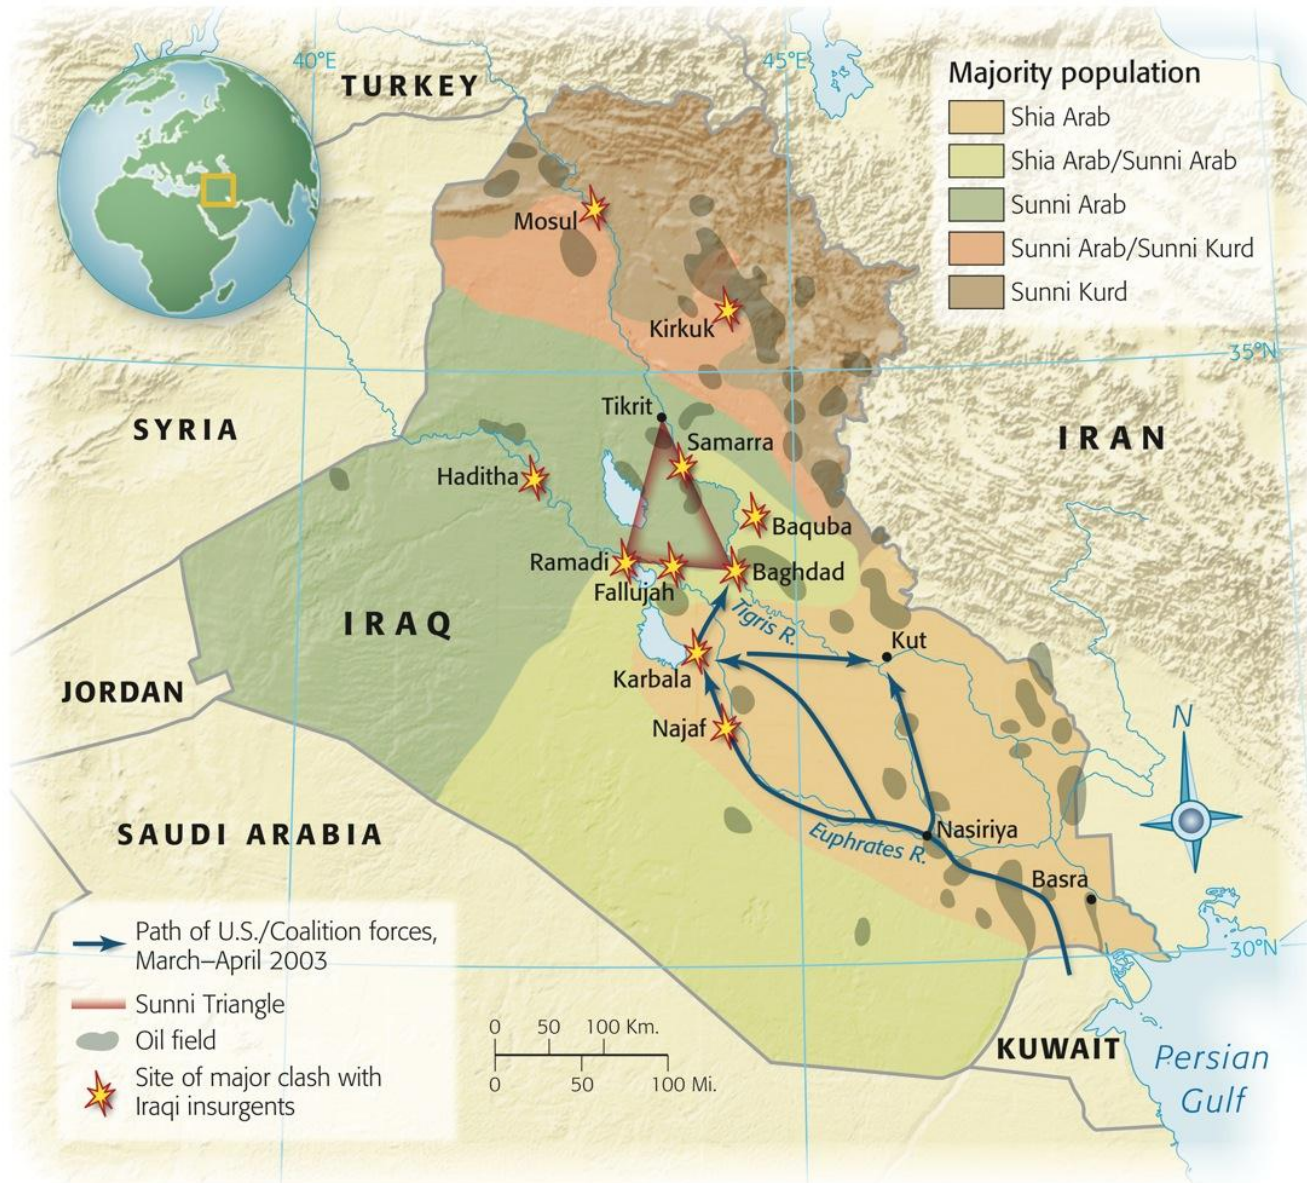 40°E
45°E
TURKEY
Majority population
Shia Arab
Shia Arab/Sunni Arab
Sunni Arab
Sunni Arab/Sunni Kurd
Sunni Kurd
Mosul
Kirkuk
35°N
SYRIA
Tikrit
IRAN
Samarra
Haditha
Baquba
Ramadi
Baghdad
Fallujah
Tigris R.
IRAQ
Kut
Karbala
JORDAN
Najaf
N
SAUDI ARABIA
Euphrates R.
Nasiriya
Basra
30°N
Path of U.S./Coalition forces,
March–April 2003
Sunni Triangle
Oil field
Site of major clash with
Iraqi insurgents
0 50 100 Km.
0 50 100 Mi.
KUWAIT
Persian
Gulf